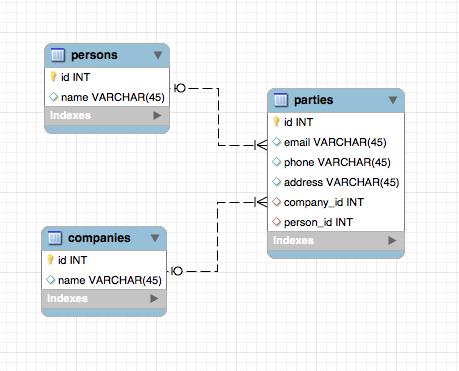 persons
id INT
name VARCHAR(45)
Indexes
parties
id INT
email VARCHAR(45)
phone VARCHAR(45)
address VARCHAR(45)
company_id INT
person_id INT
Indexes
companies
id INT
name VARCHAR(45)
Indexes